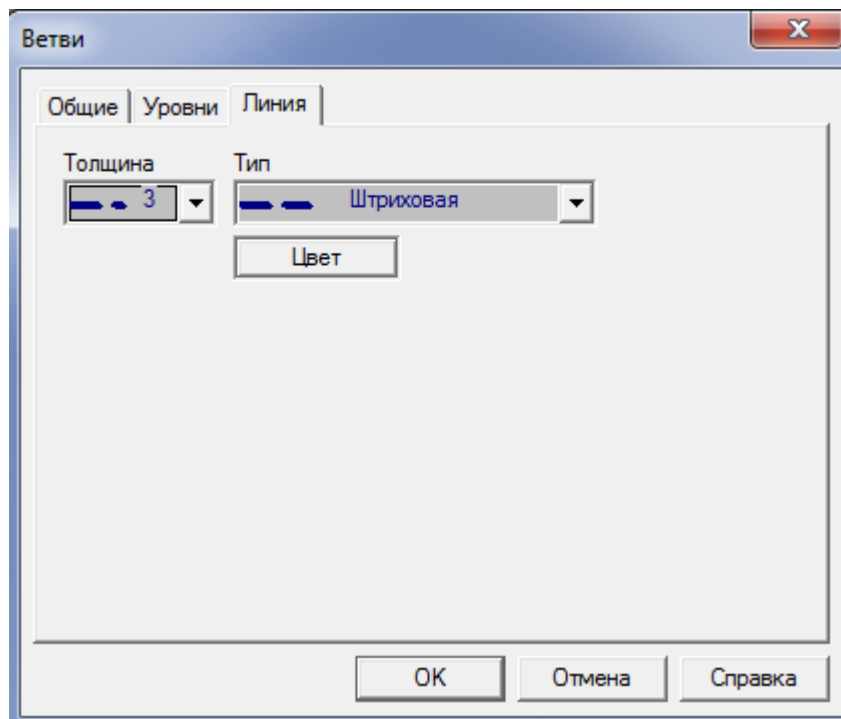 Ветви
Общие Уровни Линия
Толщина Тип
3 Штриховая
Цвет
OK Отмена Справка